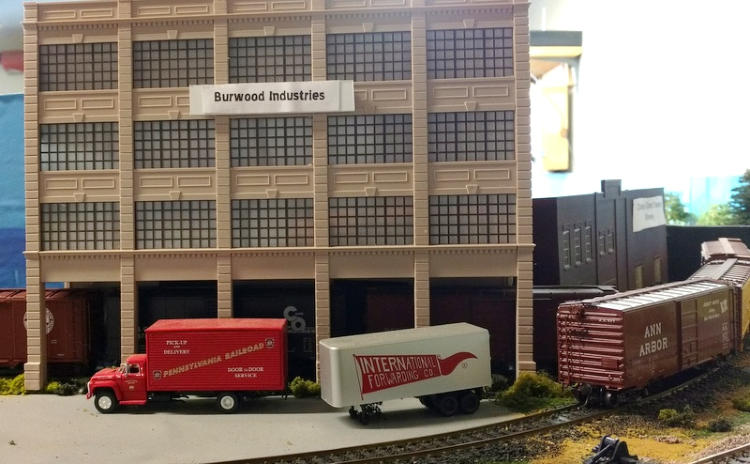 Burwood Industries
PICK-UP
AND
DELIVERY
PENNSYLVANIA RAILROAD
DOOR TO DOOR
SERVICE
INTERNATIONAL
FORWARDING CO.
ANN
ARBOR